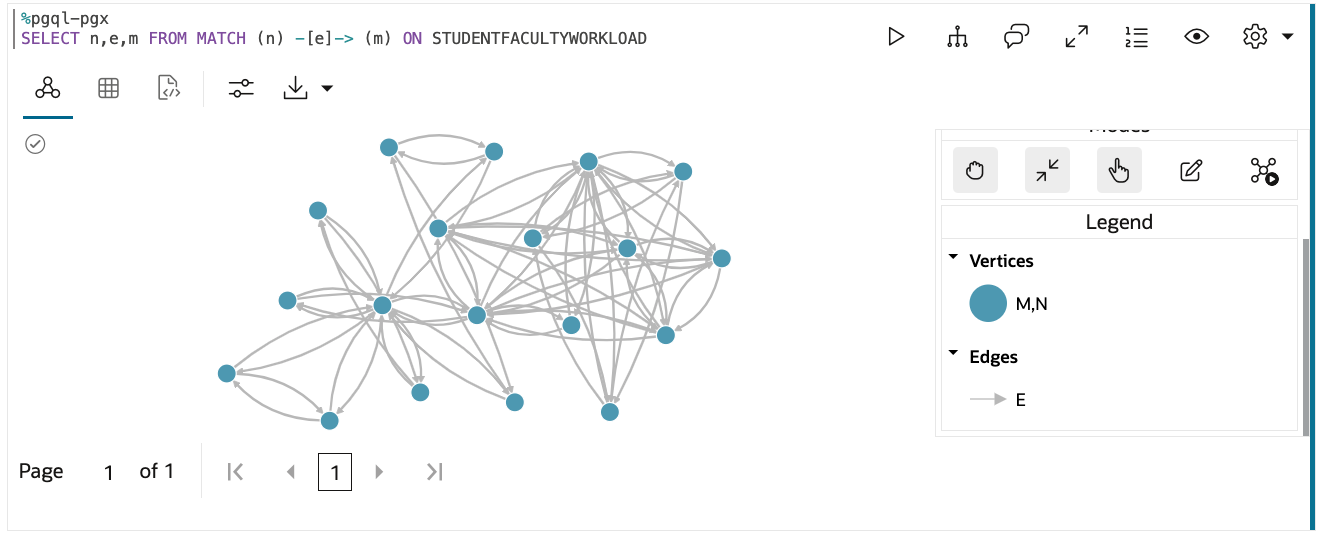 %pgql-pgx
SELECT n,e,m FROM MATCH (n) -[e]-> (m) ON STUDENTFACULTYWORKLOAD
Modes
Legend
Vertices
M,N
Edges
E
Page 1 of 1 1